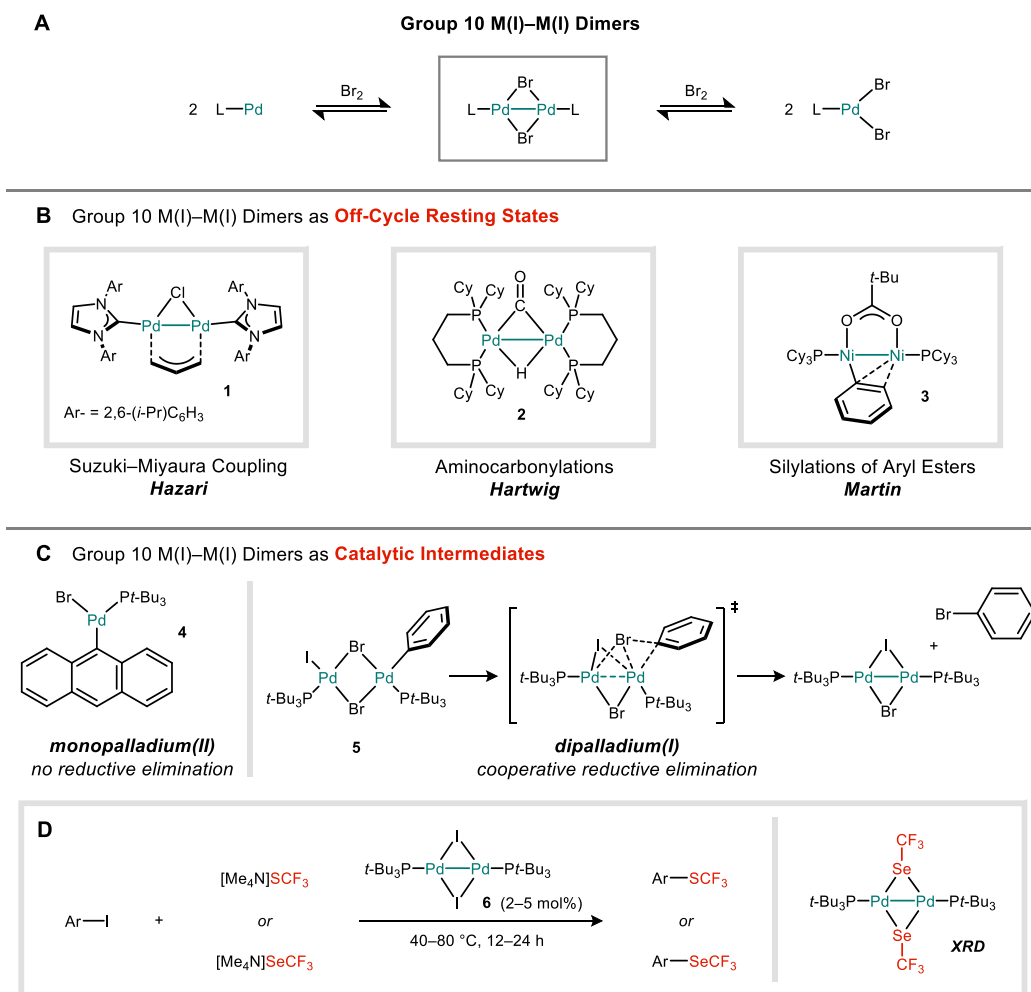 A
Group 10 M(I)–M(I) Dimers
2 L Pd
Br2
Br
L Pd Pd L
Br
Br2
2 L Pd Br
Br
B Group 10 M(I)–M(I) Dimers as Off-Cycle Resting States
Ar Cl Ar
N N
Pd Pd
N N
Ar Ar
1
Ar- = 2,6-(i-Pr)C6H3
Suzuki–Miyaura Coupling
Hazari
O
Cy Cy C Cy Cy
P P
Pd Pd
P H P
Cy Cy Cy Cy
2
Aminocarbonylations
Hartwig
t-Bu
O O
Cy3P Ni Ni PCy3
3
Silylations of Aryl Esters
Martin
C Group 10 M(I)–M(I) Dimers as Catalytic Intermediates
Br Pt-Bu3
Pd
4
monopalladium(II)
no reductive elimination
I Br
Pd Pd
t-Bu3P Br Pt-Bu3
5
I Br
t-Bu3P Pd Pd
Br Pt-Bu3
‡
dipalladium(I)
cooperative reductive elimination
I
t-Bu3P Pd Pd Pt-Bu3
Br
+
Br
D
Ar I
+
[Me4N]SCF3
or
[Me4N]SeCF3
I
t-Bu3P Pd Pd Pt-Bu3
I
6 (2–5 mol%)
40–80 °C, 12–24 h
Ar SCF3
or
Ar SeCF3
CF3
Se
t-Bu3P Pd Pd Pt-Bu3
Se
CF3
XRD